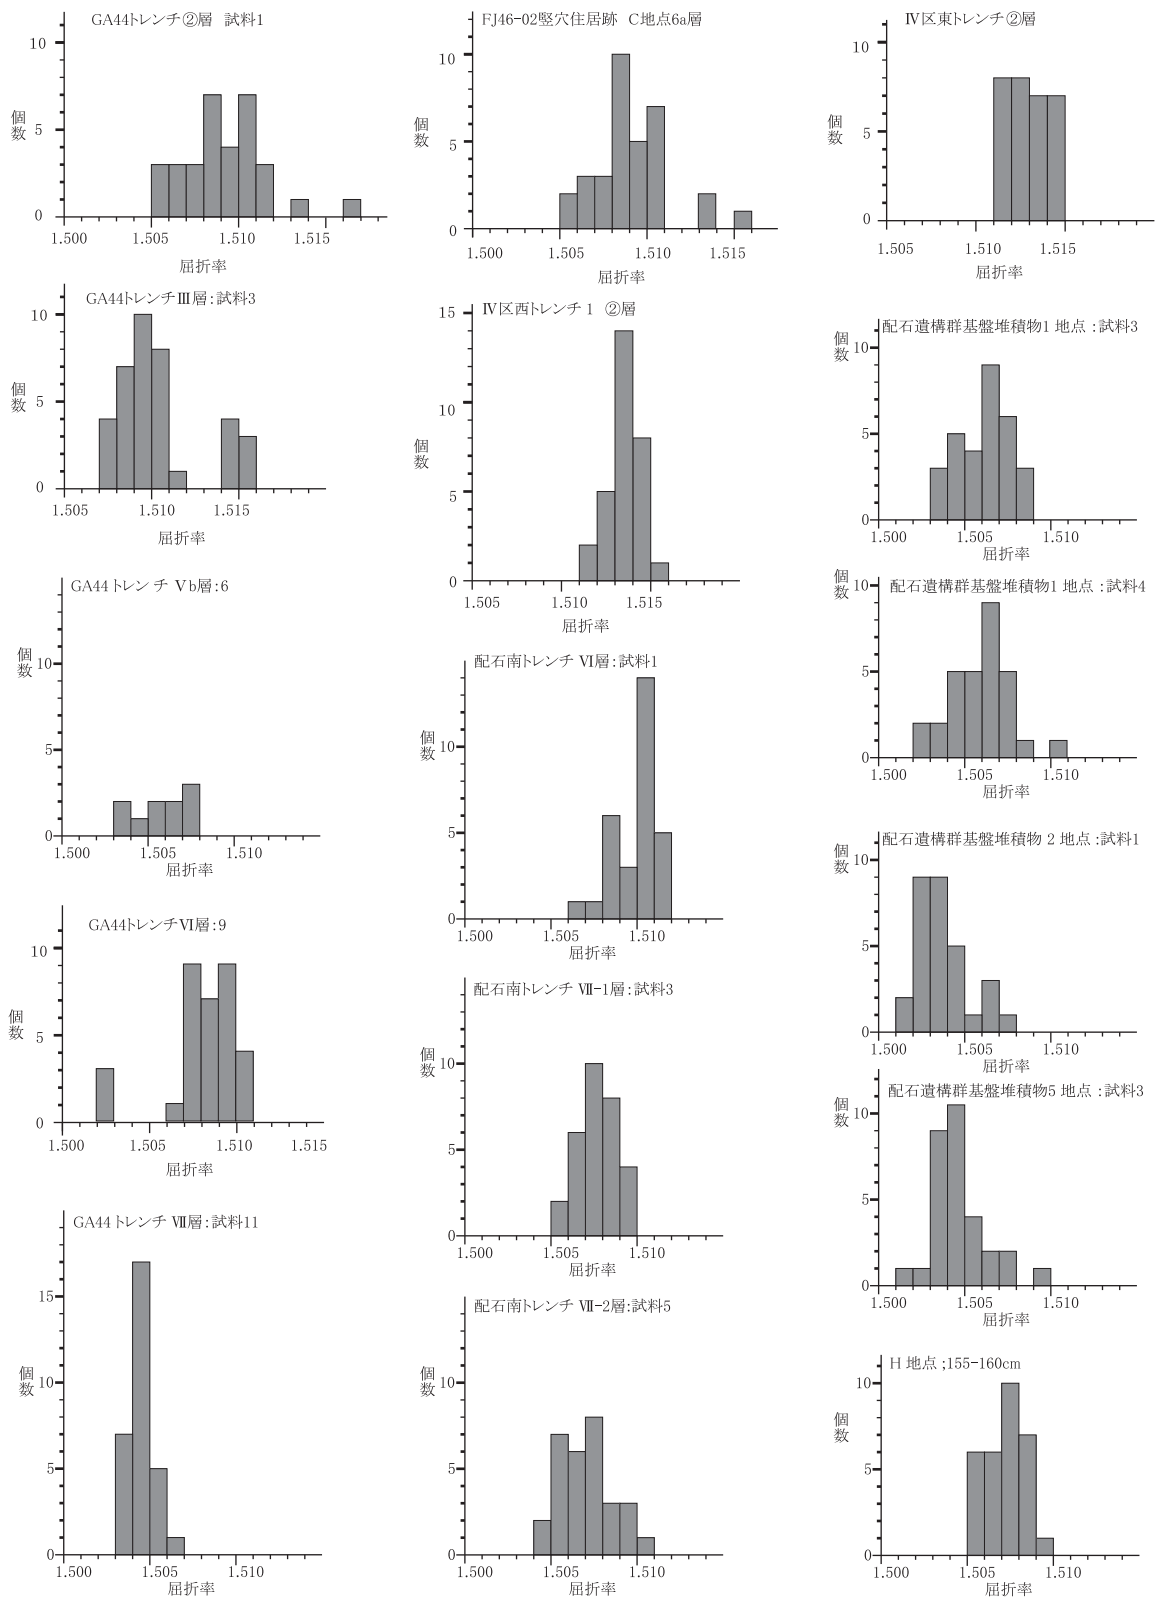 GA44トレンチ②層 試料1
10
個数
5
0
1.500 1.505 1.510 1.515
屈折率
GA44トレンチⅢ層:試料3
10
個数
5
0
1.505 1.510 1.515
屈折率
GA44トレンチ Ⅴb層:6
個数
10
5
0
1.500 1.505 1.510
屈折率
GA44トレンチⅥ層:9
10
個数
5
0
1.500 1.505 1.510 1.515
屈折率
GA44トレンチ Ⅶ層:試料11
15
個数
10
5
0
1.500 1.505 1.510
屈折率
FJ46-02竪穴住居跡 C地点6a層
10
個数
5
0
1.500 1.505 1.510 1.515
屈折率
Ⅳ区西トレンチ1 ②層
15
10
個数
5
0
1.505 1.510 1.515
屈折率
配石南トレンチ Ⅵ層:試料1
個数
10
5
0
1.500 1.505 1.510
屈折率
配石南トレンチ Ⅶ-1層:試料3
個数
10
5
0
1.500 1.505 1.510
屈折率
配石南トレンチ Ⅶ-2層:試料5
個数
10
5
0
1.500 1.505 1.510
屈折率
Ⅳ区東トレンチ②層
10
個数
5
0
1.505 1.510 1.515
屈折率
配石遺構群基盤堆積物1 地点:試料3
個数
10
5
0
1.500 1.505 1.510
屈折率
配石遺構群基盤堆積物1 地点:試料4
個数
10
5
0
1.500 1.505 1.510
屈折率
配石遺構群基盤堆積物 2 地点:試料1
個数
10
5
0
1.500 1.505 1.510
屈折率
配石遺構群基盤堆積物5 地点:試料3
個数
10
5
0
1.500 1.505 1.510
屈折率
H 地点;155-160cm
10
個数
5
0
1.500 1.505 1.510
屈折率